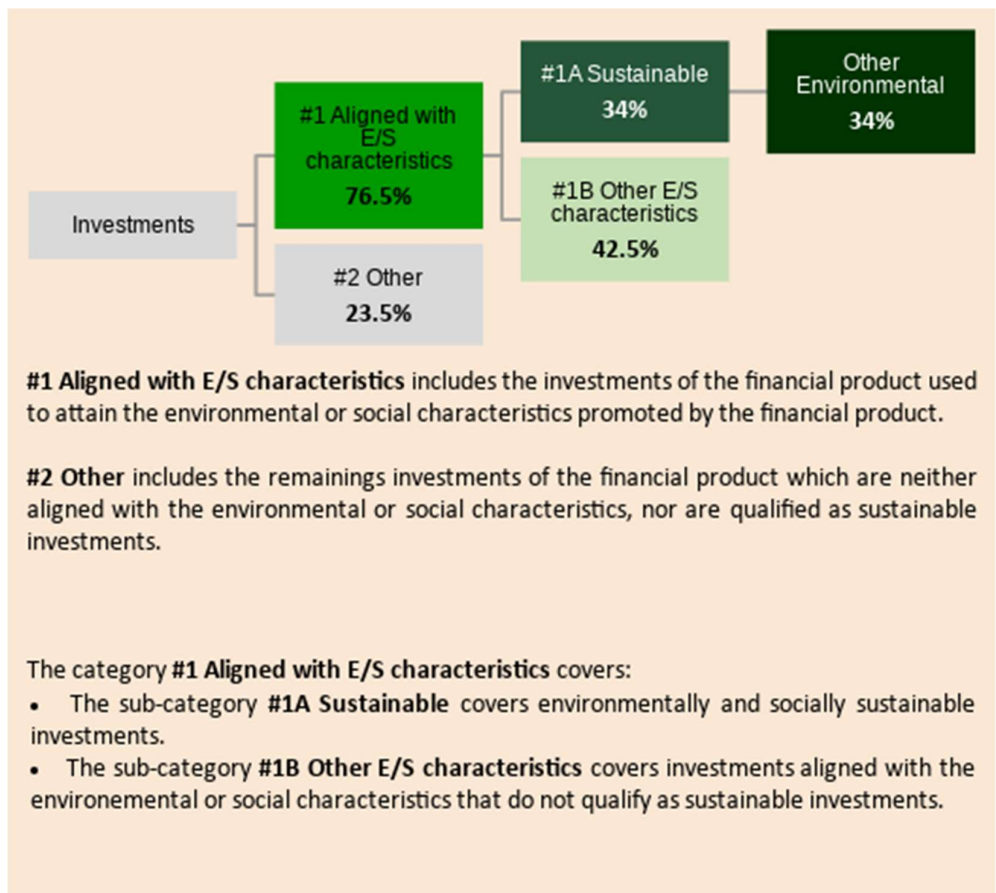 Investments
#1 Aligned with
E/S
characteristics
76.5%
#2 Other
23.5%
#1A Sustainable
34%
#1B Other E/S
characteristics
42.5%
Other
Environmental
34%
#1 Aligned with E/S characteristics includes the investments of the financial product used
to attain the environmental or social characteristics promoted by the financial product.
#2 Other includes the remainings investments of the financial product which are neither
aligned with the environmental or social characteristics, nor are qualified as sustainable
investments.
The category #1 Aligned with E/S characteristics covers:
• The sub-category #1A Sustainable covers environmentally and socially sustainable
investments.
• The sub-category #1B Other E/S characteristics covers investments aligned with the
environemental or social characteristics that do not qualify as sustainable investments.